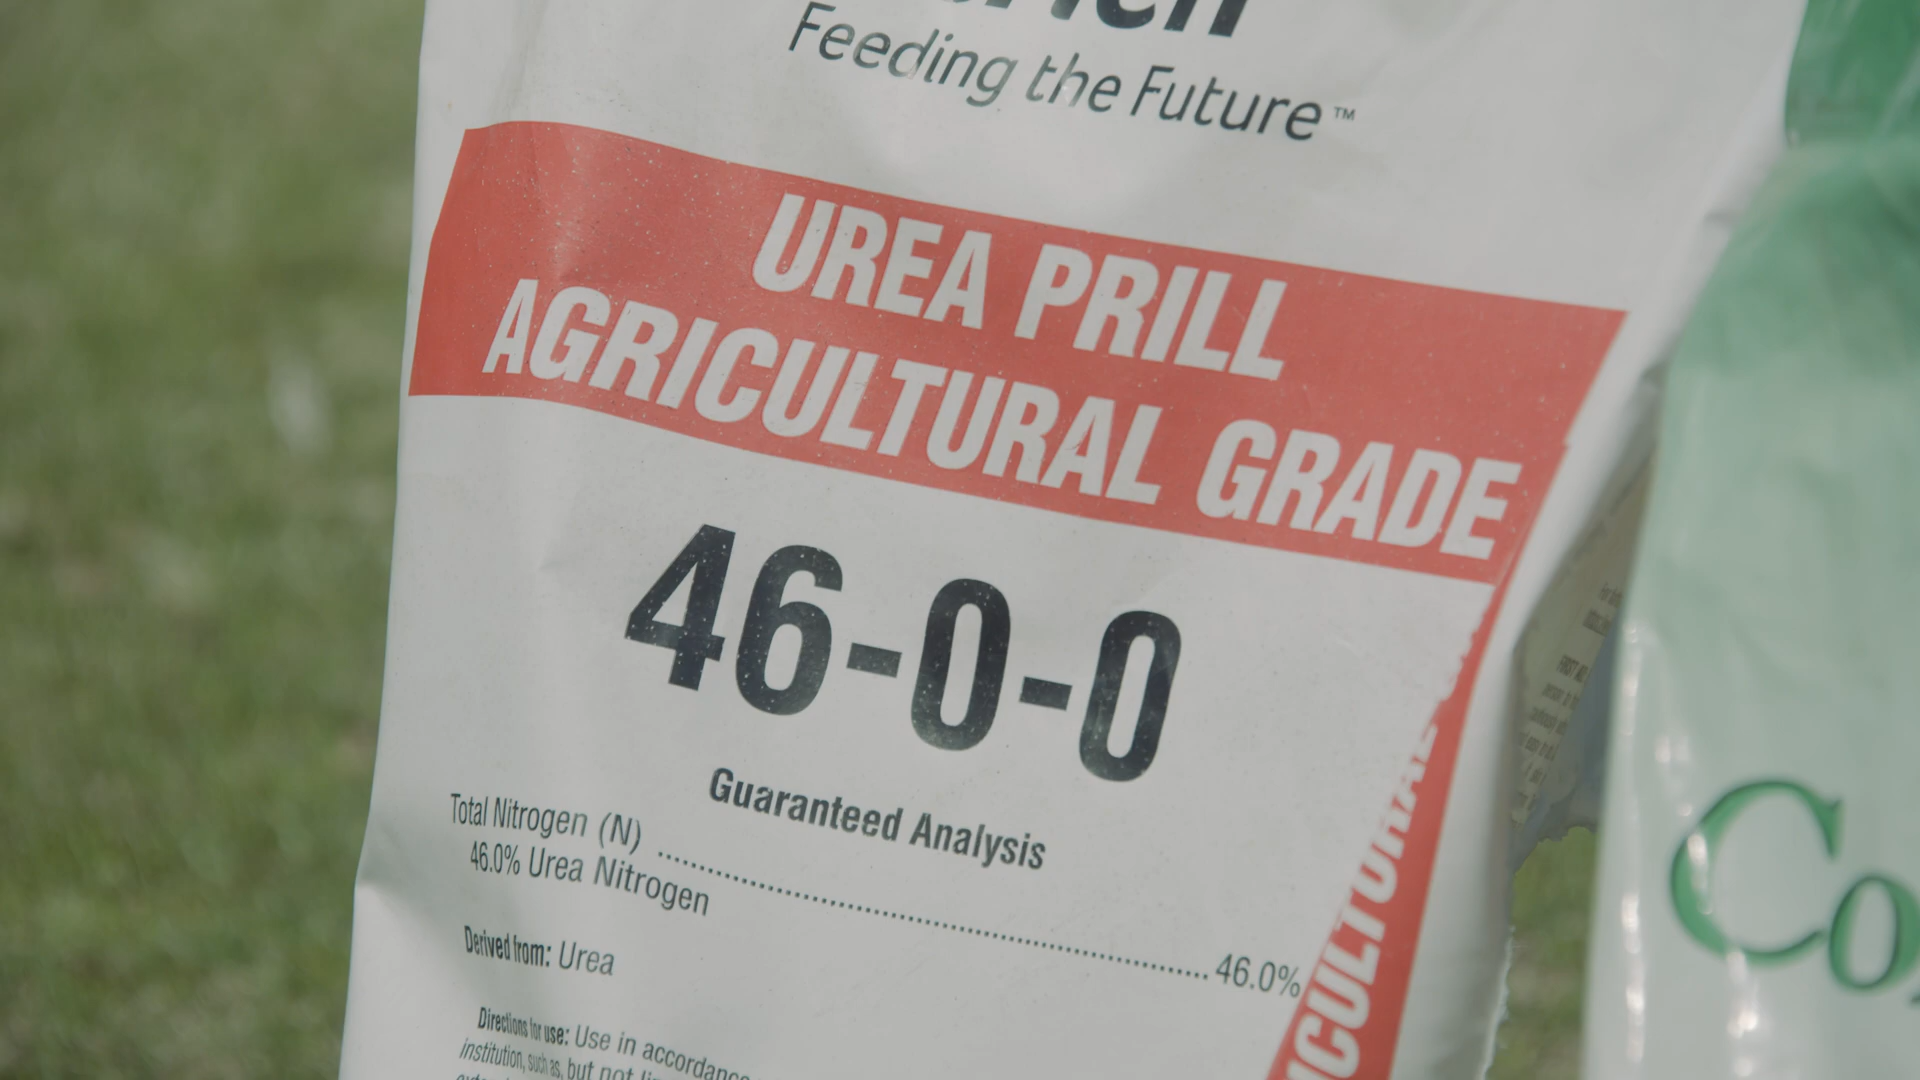 Feeding the Future™
UREA PRILL
AGRICULTURAL GRADE
46-0-0
Guaranteed Analysis
Total Nitrogen (N) .......... 46.0%
46.0% Urea Nitrogen
Derived from: Urea
Directions for use: Use in accordance
institution, such as, but not
Co